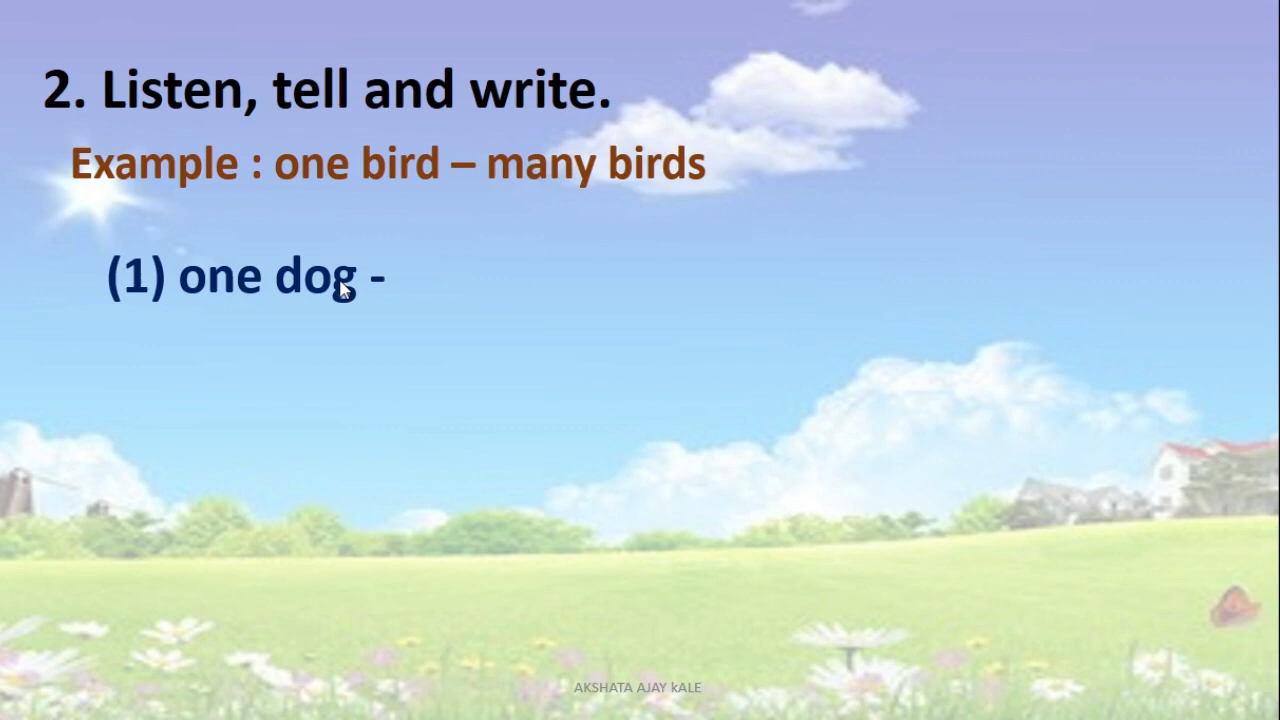 2. Listen, tell and write.
Example : one bird – many birds
(1) one dog -
AKSHATA AJAY kALE